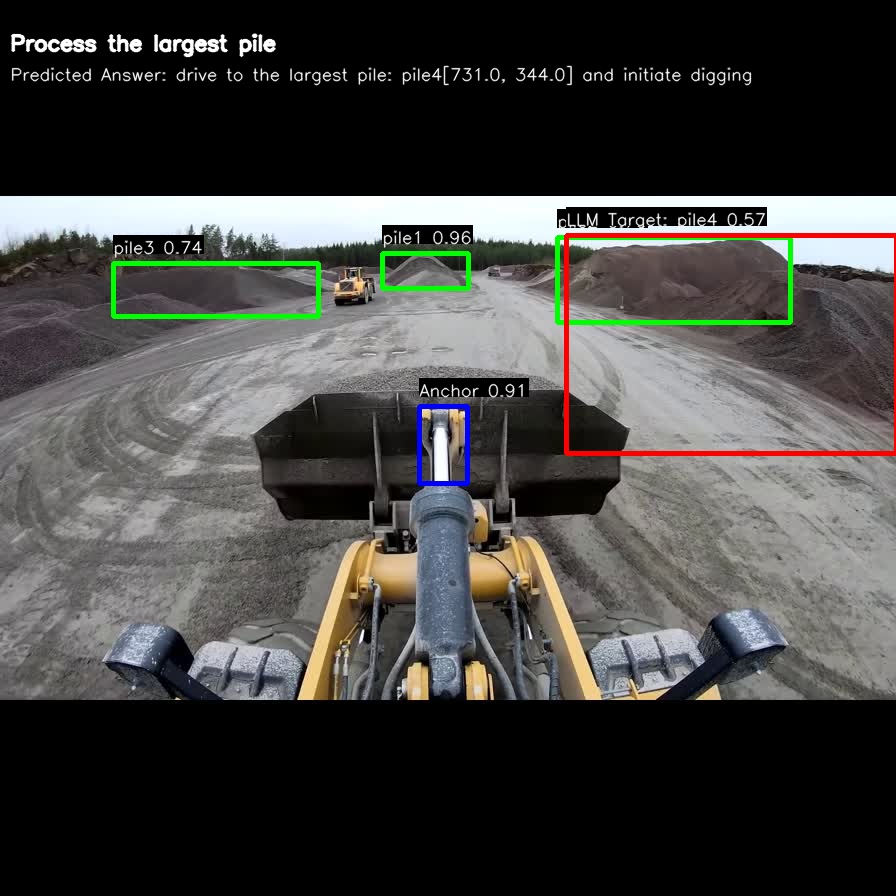 Process the largest pile
Predicted Answer: drive to the largest pile: pile4[731.0, 344.0] and initiate digging
pile3 0.74
pile1 0.96
LLM Target: pile4 0.57
Anchor 0.91